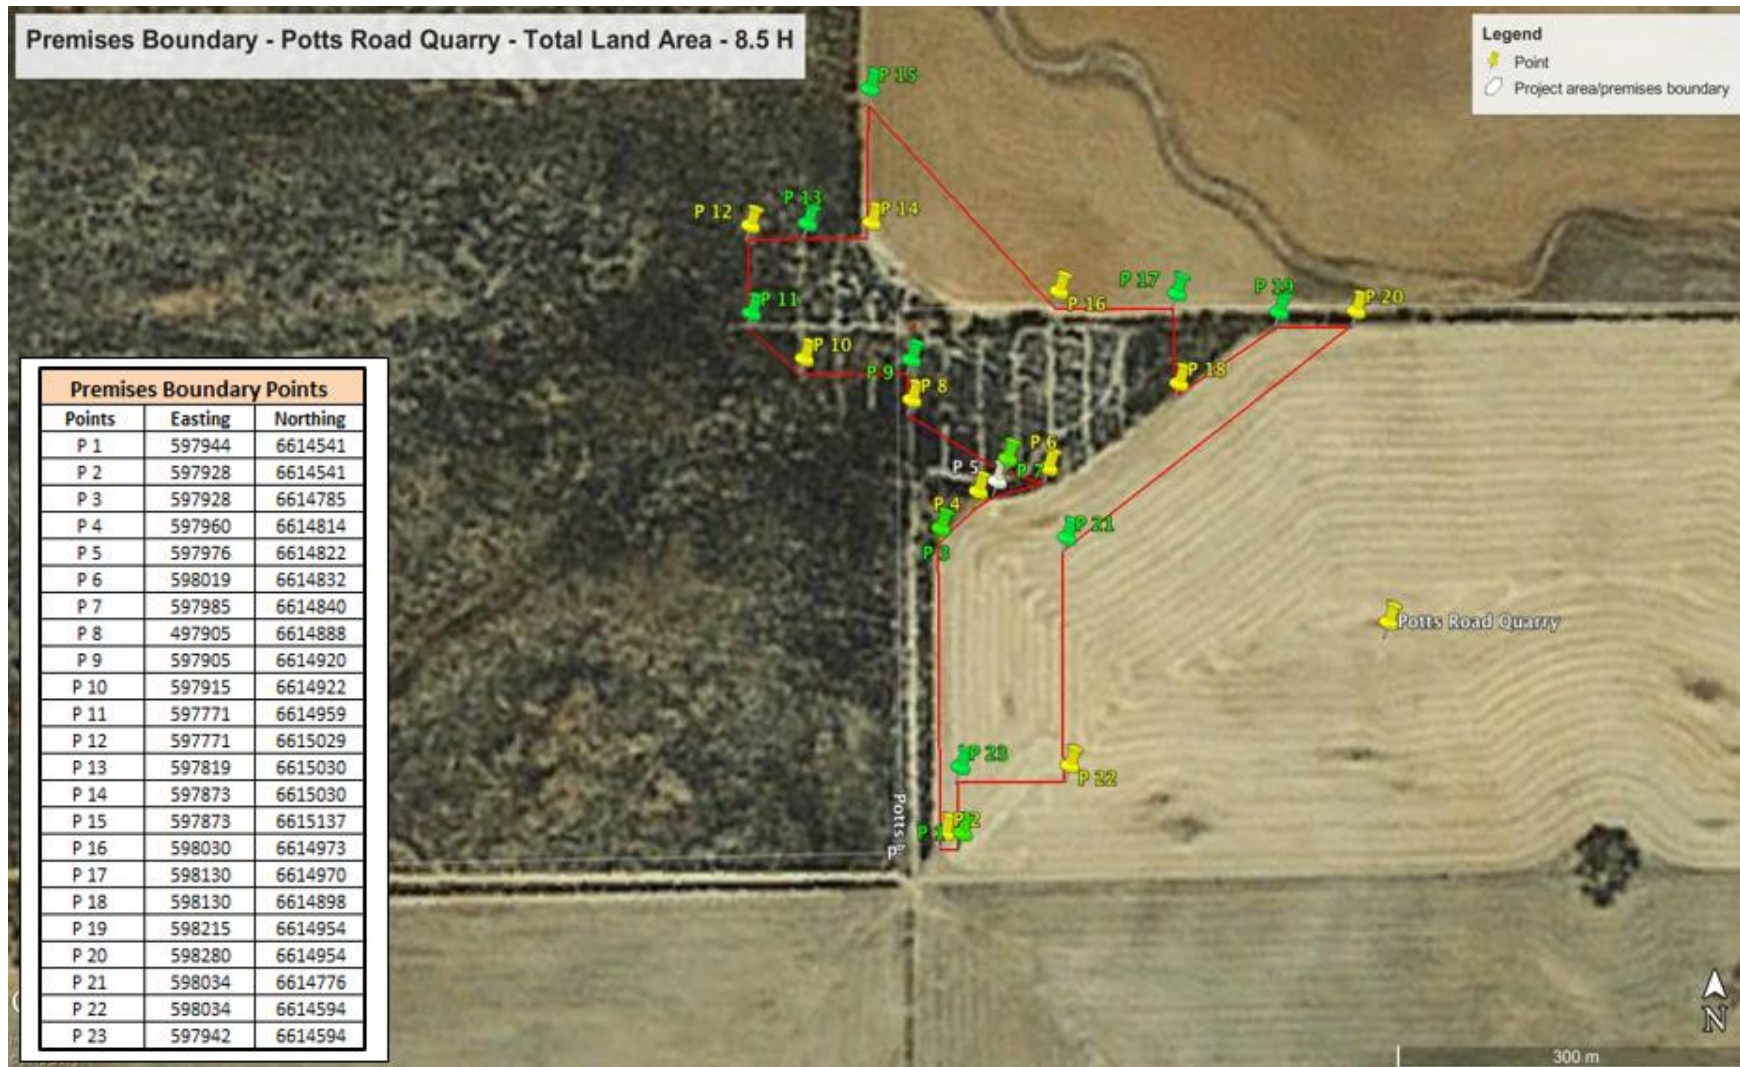 Premises Boundary - Potts Road Quarry - Total Land Area - 8.5 H
Legend
Point
Project area/premises boundary
P 15
P 12
P 13
P 14
P 11
P 16
P 17
P 19
P 20
P 10
P 9
P 8
P 18
P 5
P 6
P 7
P 4
P 3
P 21
Potts Road Quarry
P 23
P 22
P 2
Potts
300 m
N
Premises Boundary Points
Points Easting Northing
P 1 597944 6614541
P 2 597928 6614541
P 3 597928 6614785
P 4 597960 6614814
P 5 597976 6614822
P 6 598019 6614832
P 7 597985 6614840
P 8 497905 6614888
P 9 597905 6614920
P 10 597915 6614922
P 11 597771 6614959
P 12 597771 6615029
P 13 597819 6615030
P 14 597873 6615030
P 15 597873 6615137
P 16 598030 6614973
P 17 598130 6614970
P 18 598130 6614898
P 19 598215 6614954
P 20 598280 6614954
P 21 598034 6614776
P 22 598034 6614594
P 23 597942 6614594